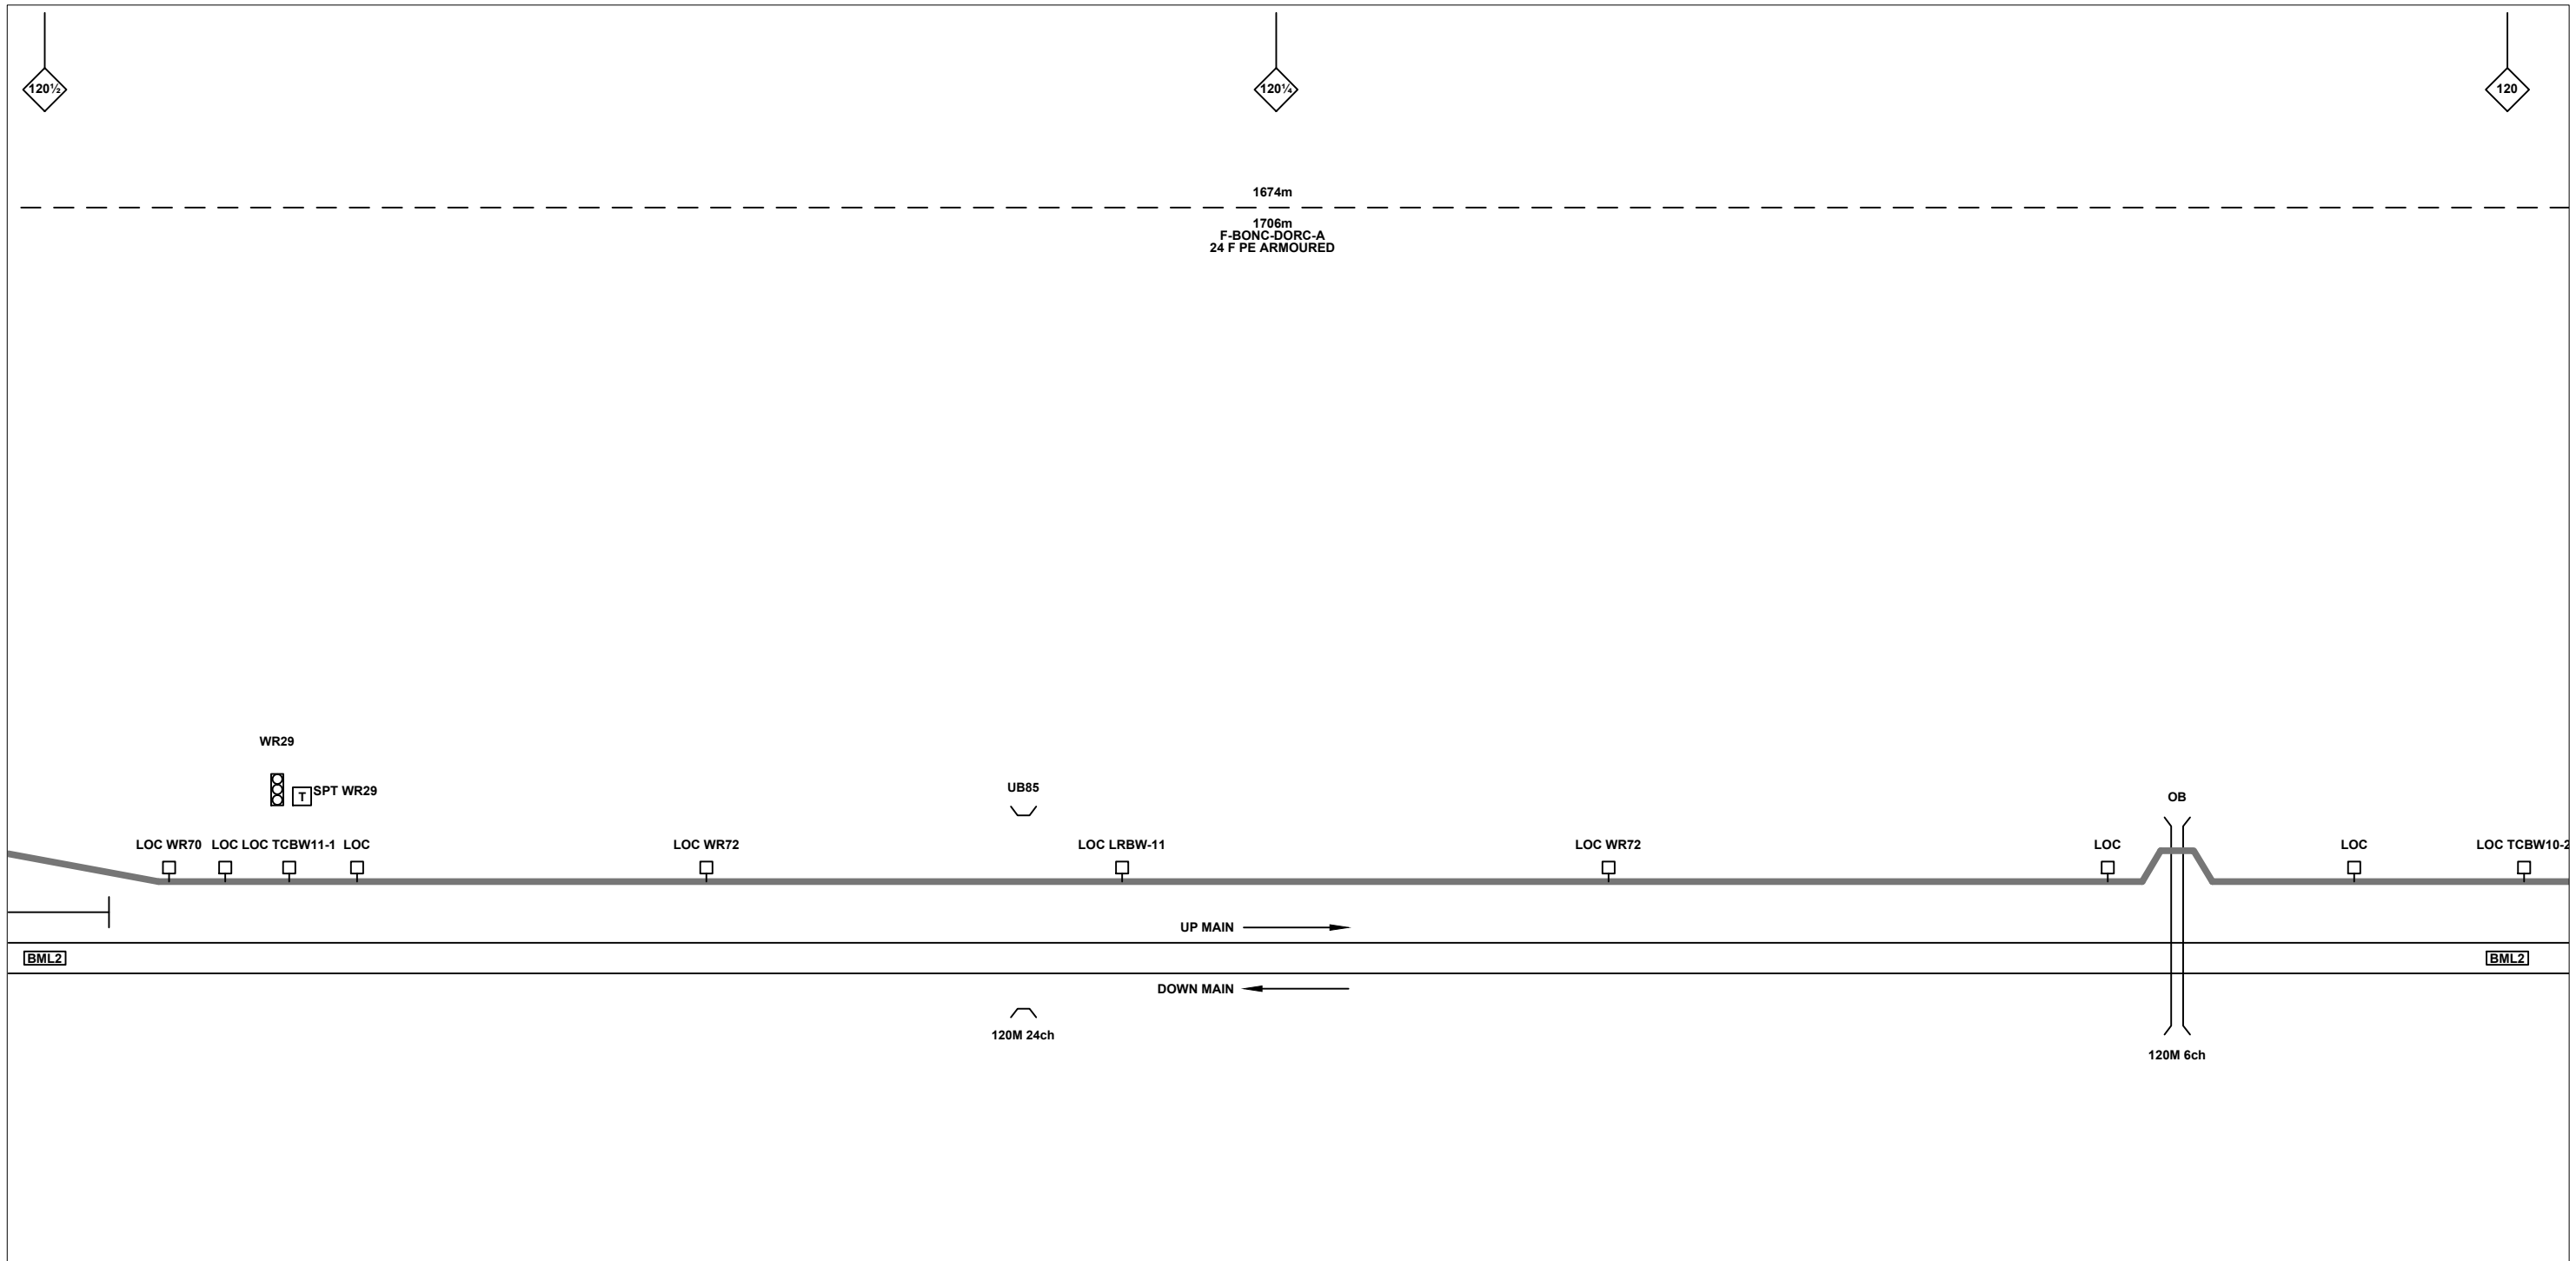 120½
120¼
120
1674m
1706m
F-BONC-DORC-A
24 F PE ARMOURED
WR29
T
SPT WR29
UB85
OB
LOC WR70
LOC
LOC TCBW11-1
LOC
LOC WR72
LOC LRBW-11
LOC WR72
LOC
LOC
LOC TCBW10-2
UP MAIN
BML2
BML2
DOWN MAIN
120M 24ch
120M 6ch